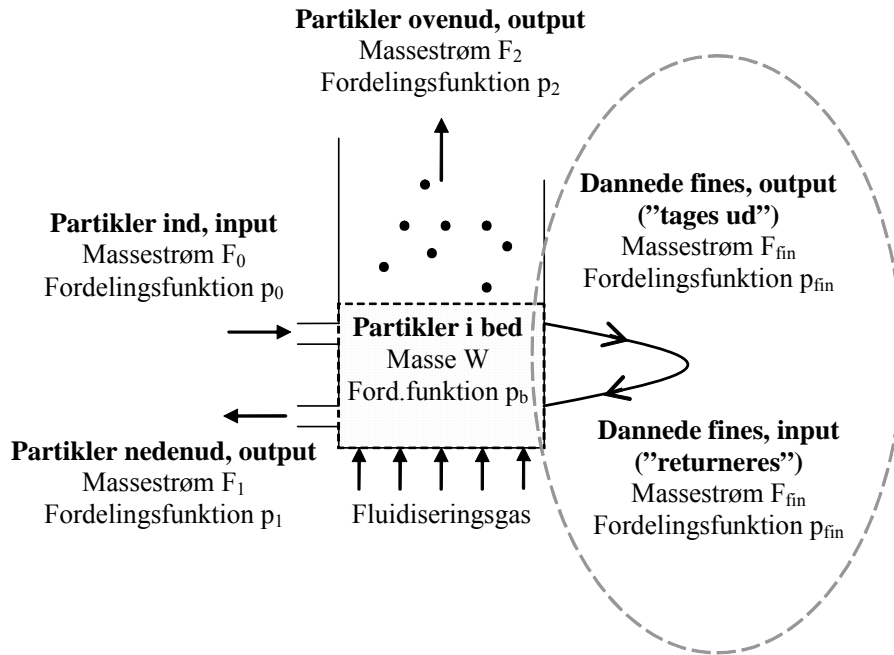 Partikler ovenud, output
Massestrøm F₂
Fordelingsfunktion p₂
Partikler ind, input
Massestrøm F₀
Fordelingsfunktion p₀
Partikler i bed
Masse W
Ford.funktion p_b
Partikler nedenud, output
Massestrøm F₁
Fordelingsfunktion p₁
Fluidiseringsgas
Dannede fines, output
(”tages ud”)
Massestrøm F_fin
Fordelingsfunktion p_fin
Dannede fines, input
(”returneres”)
Massestrøm F_fin
Fordelingsfunktion p_fin